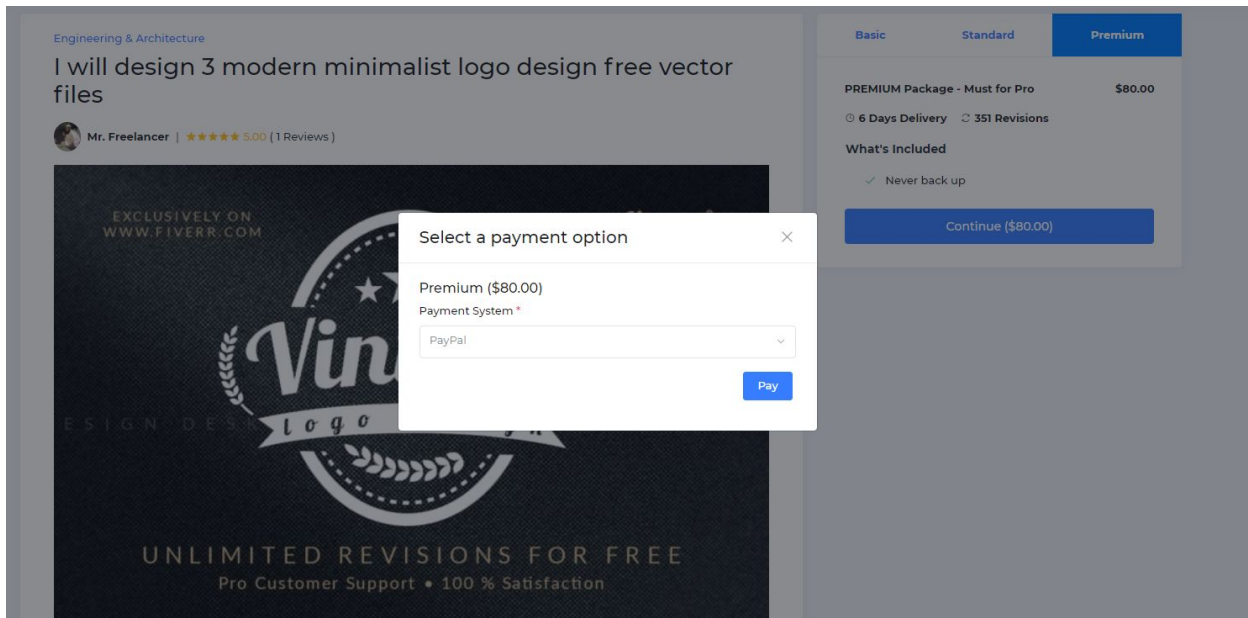 Engineering & Architecture
I will design 3 modern minimalist logo design free vector
files
Mr. Freelancer | ★★★★★ 5.00 ( 1 Reviews )
EXCLUSIVELY ON
WWW.FIVERR.COM
logo
UNLIMITED REVISIONS FOR FREE
Pro Customer Support • 100 % Satisfaction
Select a payment option
Premium ($80.00)
Payment System *
PayPal
Pay
Basic Standard Premium
PREMIUM Package - Must for Pro $80.00
6 Days Delivery 351 Revisions
What's Included
Never back up
Continue ($80.00)